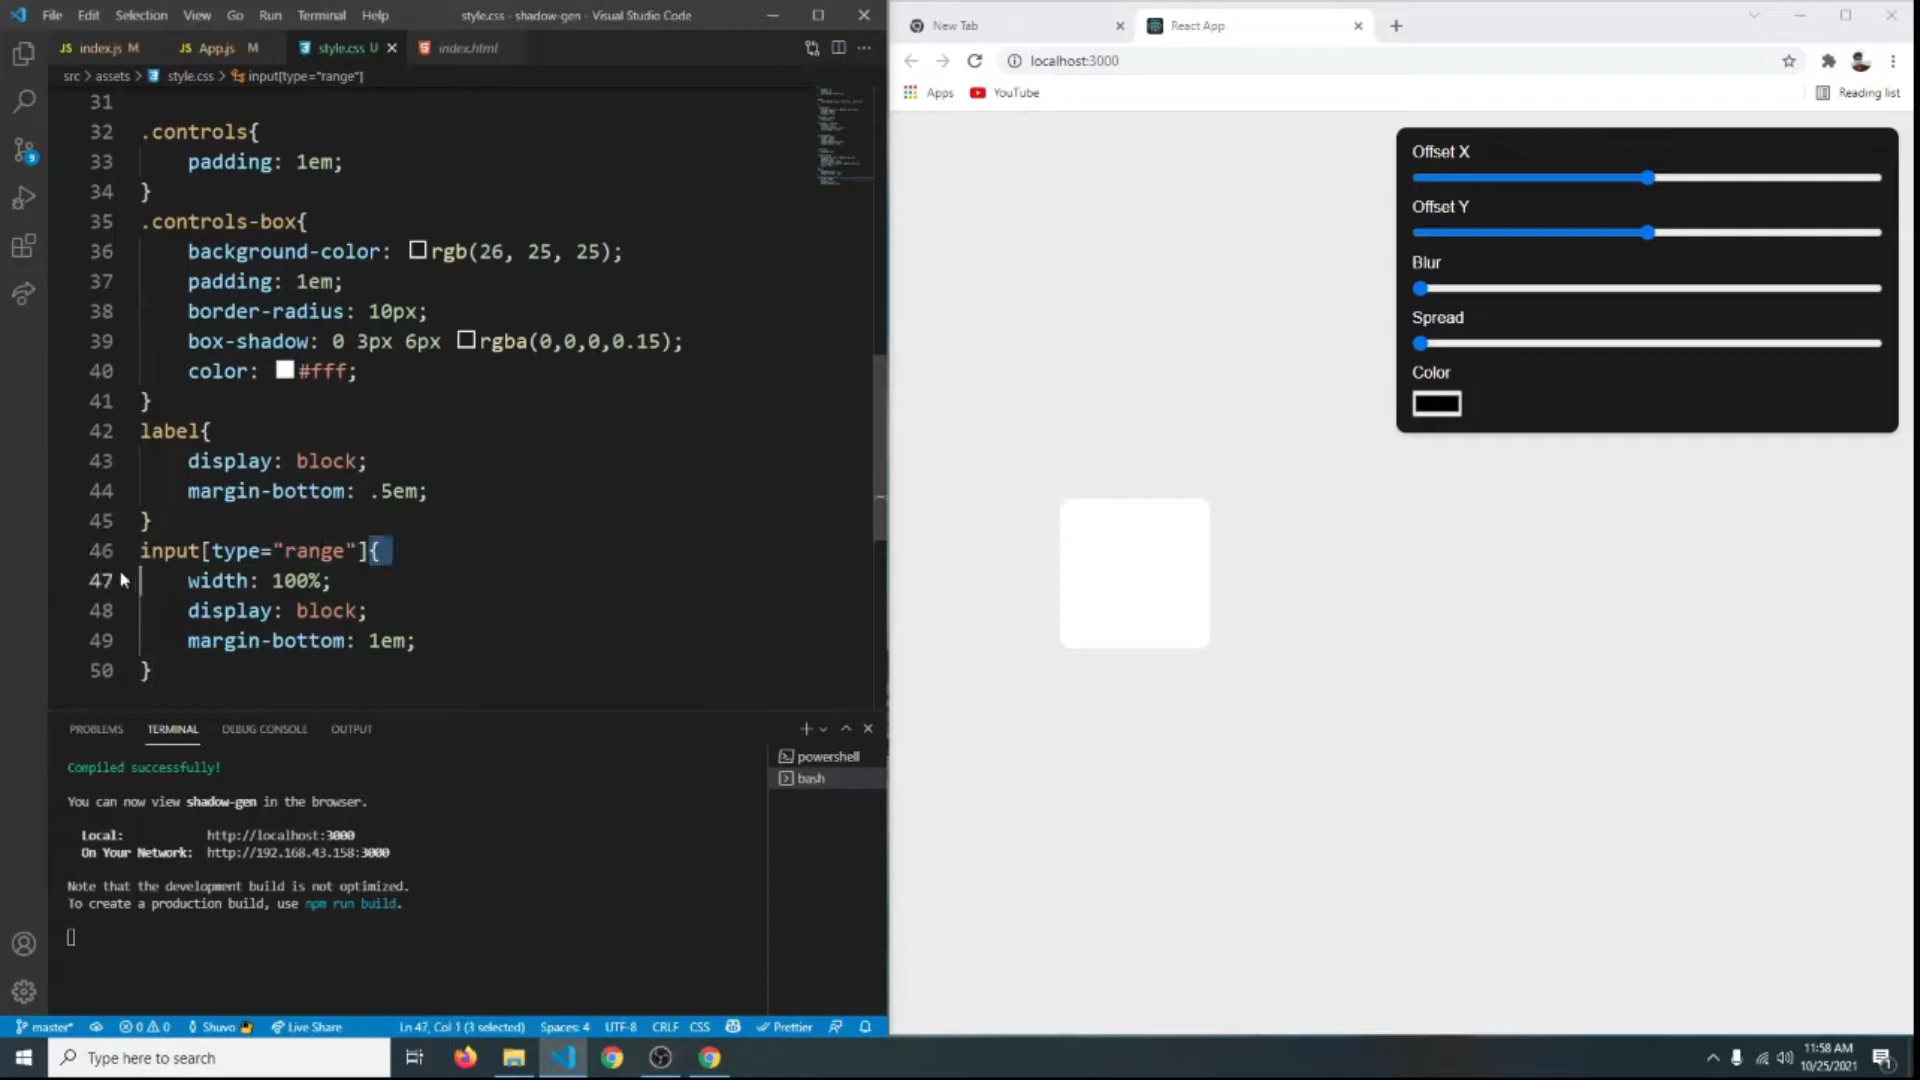 File Edit Selection View Go Run Terminal Help
style.css - shadow-gen - Visual Studio Code
JS index.js M
JS App.js M
style.css U
index.html
src > assets > style.css > input[type="range"]
31
32 .controls{
33 padding: 1em;
34 }
35 .controls-box{
36 background-color: rgb(26, 25, 25);
37 padding: 1em;
38 border-radius: 10px;
39 box-shadow: 0 3px 6px rgba(0,0,0,0.15);
40 color: #fff;
41 }
42 label{
43 display: block;
44 margin-bottom: .5em;
45 }
46 input[type="range"]{
47 width: 100%;
48 display: block;
49 margin-bottom: 1em;
50 }
PROBLEMS TERMINAL DEBUG CONSOLE OUTPUT
powershell
bash
Compiled successfully!
You can now view shadow-gen in the browser.
Local: http://localhost:3000
On Your Network: http://192.168.43.158:3000
Note that the development build is not optimized.
To create a production build, use npm run build.
9
master* 0 0 Shuvo Live Share Ln 47, Col 1 (3 selected) Spaces: 4 UTF-8 CRLF CSS Prettier
New Tab
React App
localhost:3000
Apps YouTube Reading list
Offset X
Offset Y
Blur
Spread
Color
Type here to search
11:58 AM
10/25/2021
1